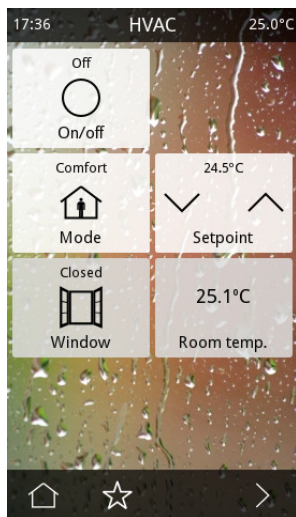 17:36 HVAC 25.0°C
Off
On/off
Comfort
Mode
24.5°C
Setpoint
Closed
Window
25.1°C
Room temp.